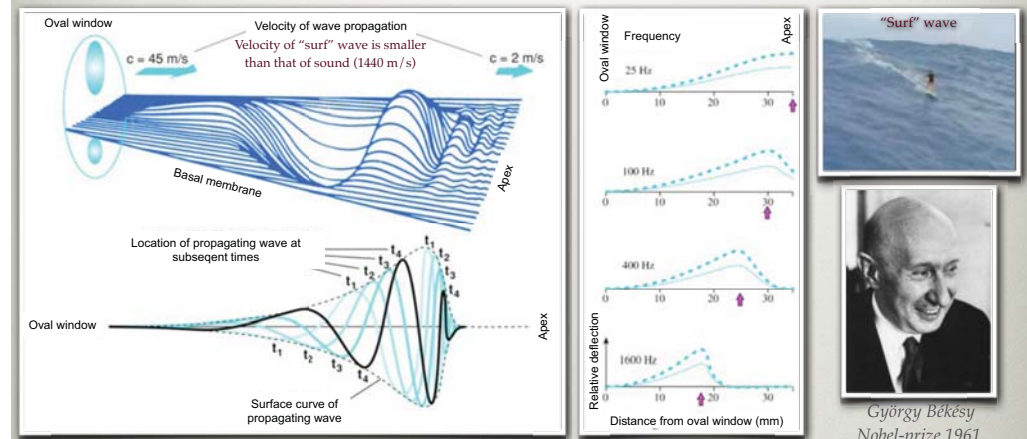 Oval window
Velocity of wave propagation
Velocity of “surf” wave is smaller
than that of sound (1440 m/s)
c = 45 m/s
c = 2 m/s
Basal membrane
Apex
Location of propagating wave at
subseqent times
t₁
t₂
t₃
t₄
t₁
t₂
t₃
t₄
Oval window
Apex
t₁
t₂
t₃
t₄
Surface curve of
propagating wave
Oval window
Frequency
Apex
25 Hz
0 10 20 30
100 Hz
0 10 20 30
400 Hz
0 10 20 30
Relative deflection
1600 Hz
0 10 20 30
Distance from oval window (mm)
“Surf” wave
György Békésy
Nobel-prize 1961